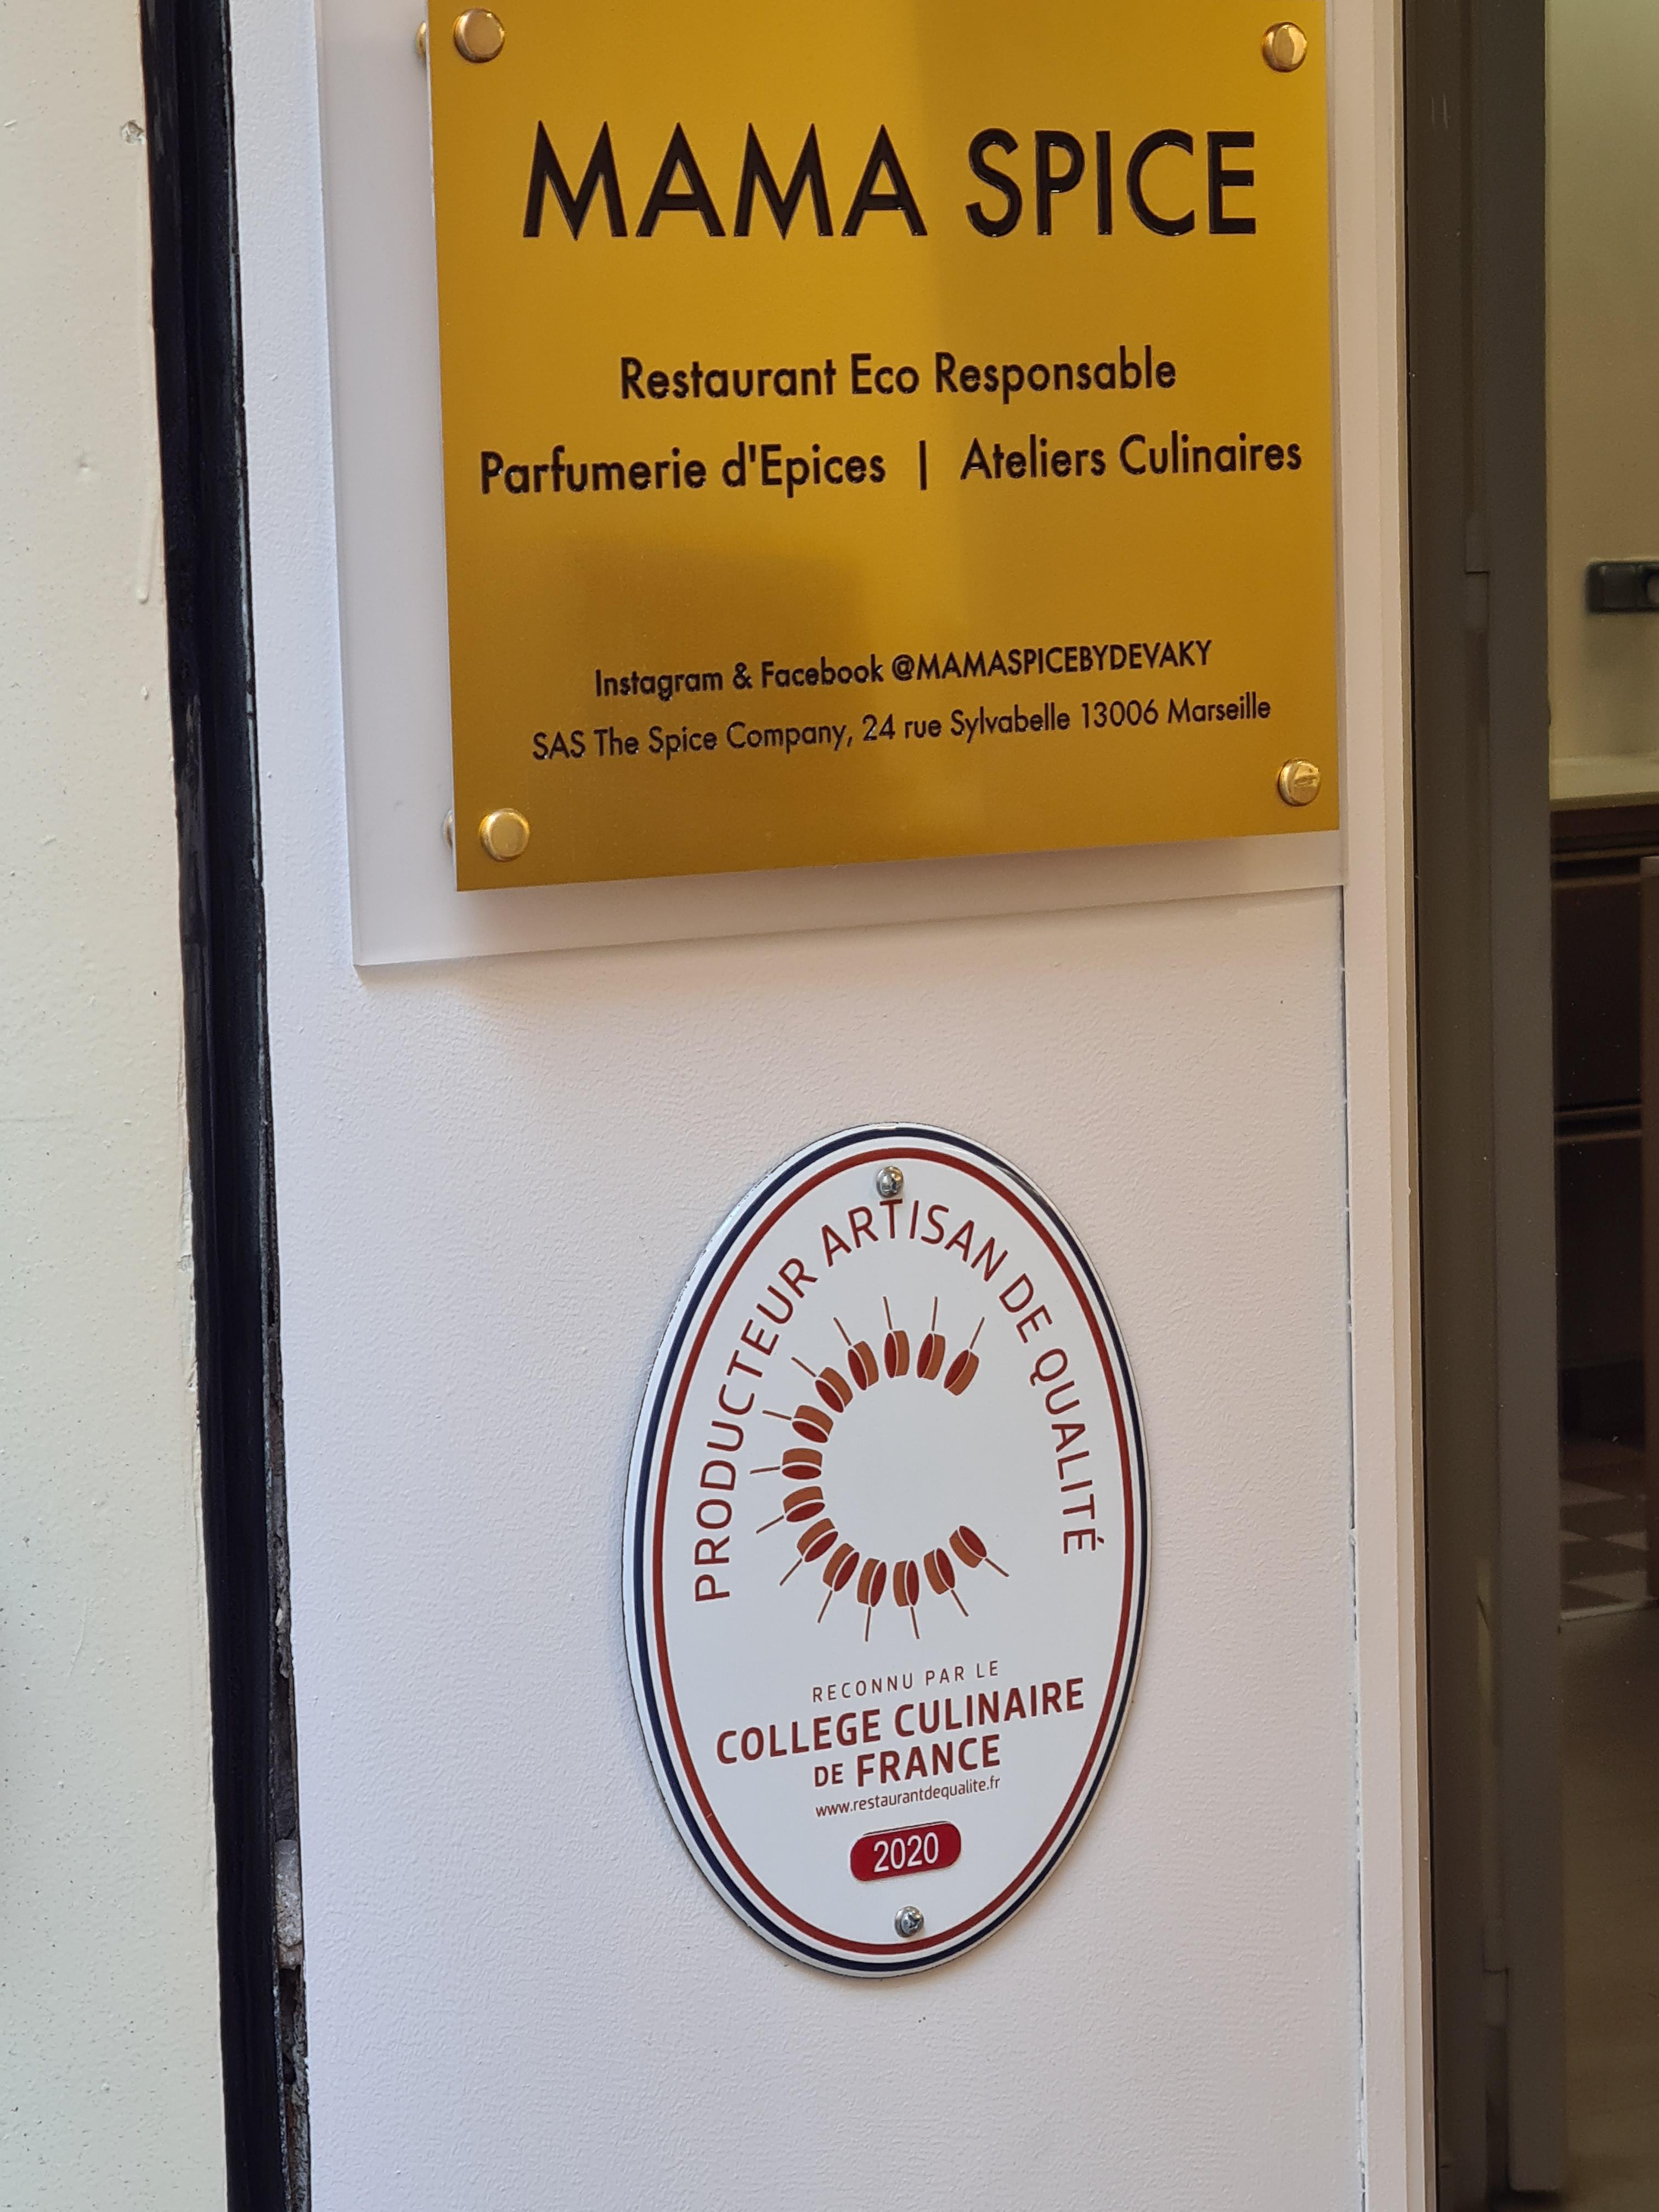 MAMA SPICE
Restaurant Eco Responsable
Parfumerie d'Epices | Ateliers Culinaires
Instagram & Facebook @MAMASPICEBYDEVAKY
SAS The Spice Company, 24 rue Sylvabelle 13006 Marseille
PRODUCTEUR ARTISAN DE QUALITÉ
RECONNU PAR LE
COLLEGE CULINAIRE
DE FRANCE
www.restaurantdequalite.fr
2020